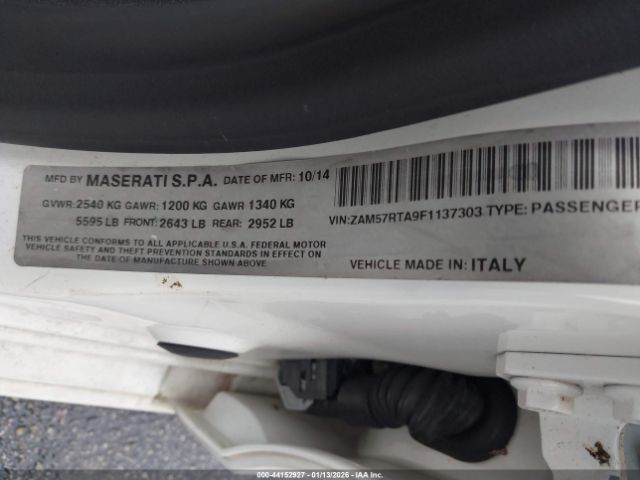 MFD BY MASERATI S.P.A. DATE OF MFR: 10/14
GVWR: 2540 KG GAWR: 1200 KG GAWR 1340 KG
5595 LB FRONT: 2643 LB REAR: 2952 LB
VIN:ZAM57RTA9F1137303 TYPE: PASSENGER
THIS VEHICLE CONFORMS TO ALL APPLICABLE U.S.A. FEDERAL MOTOR
VEHICLE SAFETY AND THEFT PREVENTION STANDARDS IN EFFECT ON
THE DATE OF MANUFACTURE SHOWN ABOVE
VEHICLE MADE IN: ITALY
000-44152927 - 01/13/2026 - IAA Inc.